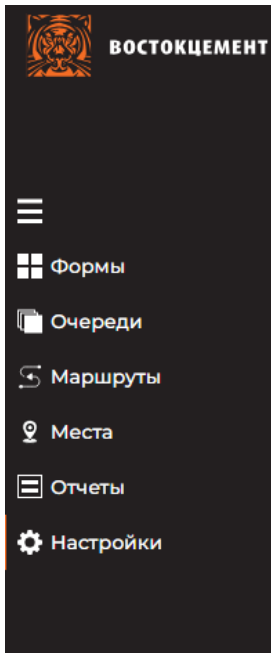 ВОСТОКЦЕМЕНТ
Формы
Очереди
Маршруты
Места
Отчеты
Настройки